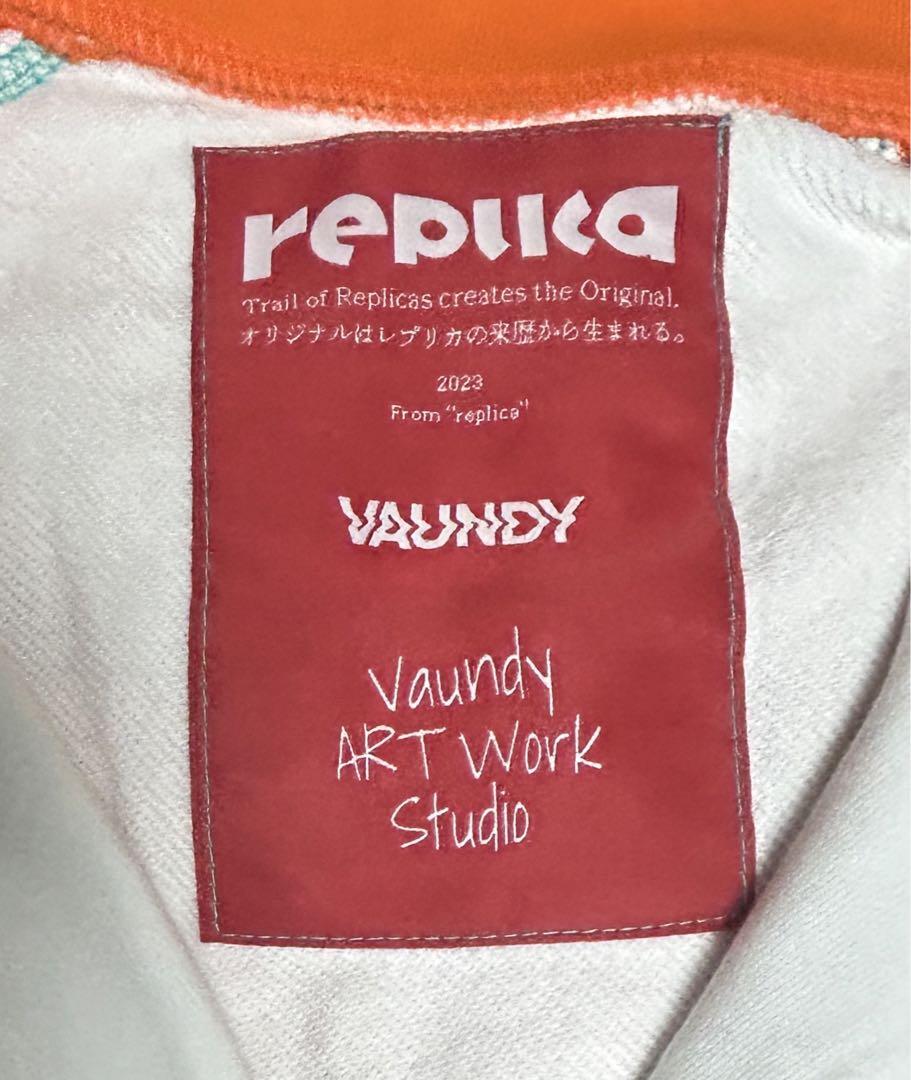 replica
Trail of Replicas creates the Original.
オリジナルはレプリカの来歴から生まれる。
2023
From "replica"
VAUNDY
Vaundy
ART Work
Studio